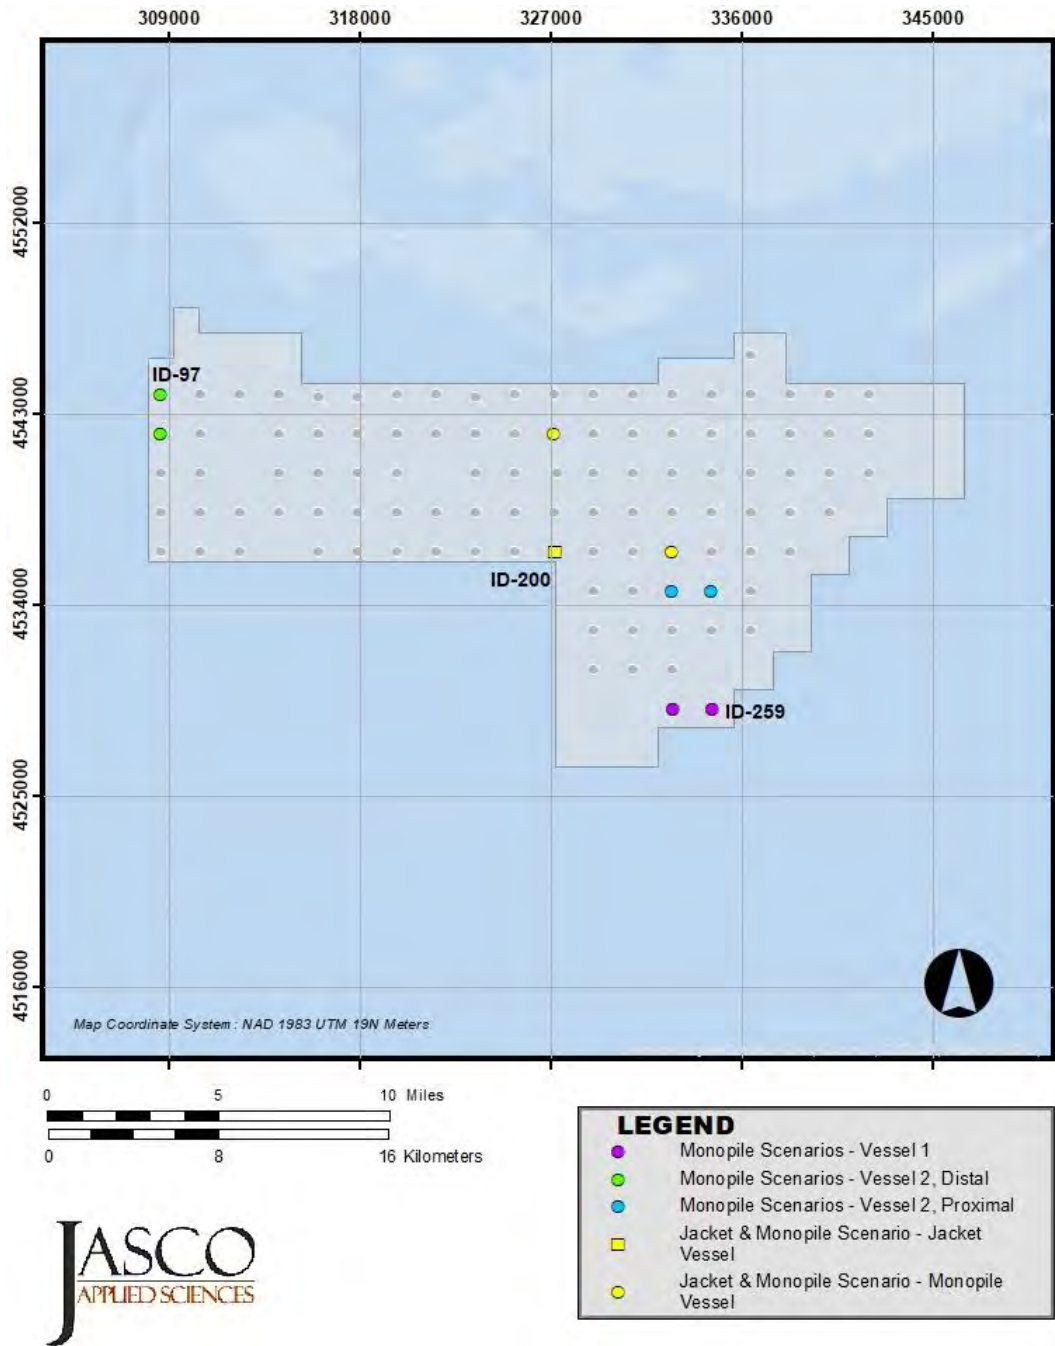 309000 318000 327000 336000 345000
4552000
ID-97
4543000
ID-200
4534000
ID-259
4525000
4516000
Map Coordinate System: NAD 1983 UTM 19N Meters
0 5 10 Miles
0 8 16 Kilometers
LEGEND
Monopile Scenarios - Vessel 1
Monopile Scenarios - Vessel 2, Distal
Monopile Scenarios - Vessel 2, Proximal
Jacket & Monopile Scenario - Jacket
Vessel
Jacket & Monopile Scenario - Monopile
Vessel
JASCO
APPLIED SCIENCES